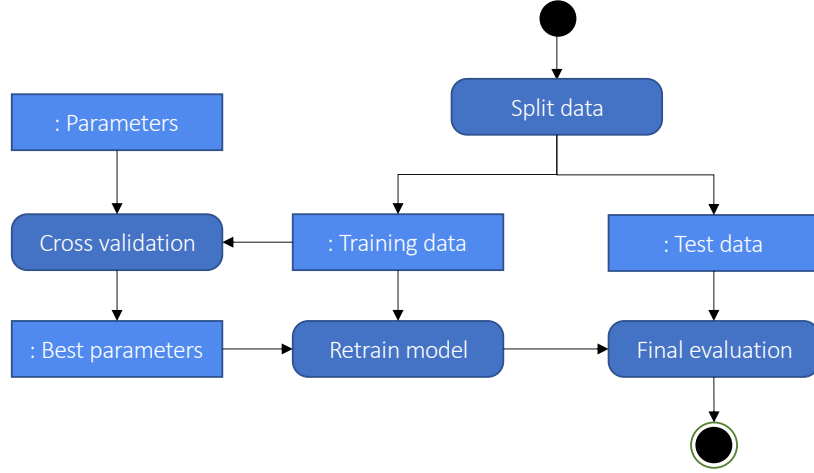 Split data
: Parameters
Cross validation
: Training data
: Test data
: Best parameters
Retrain model
Final evaluation